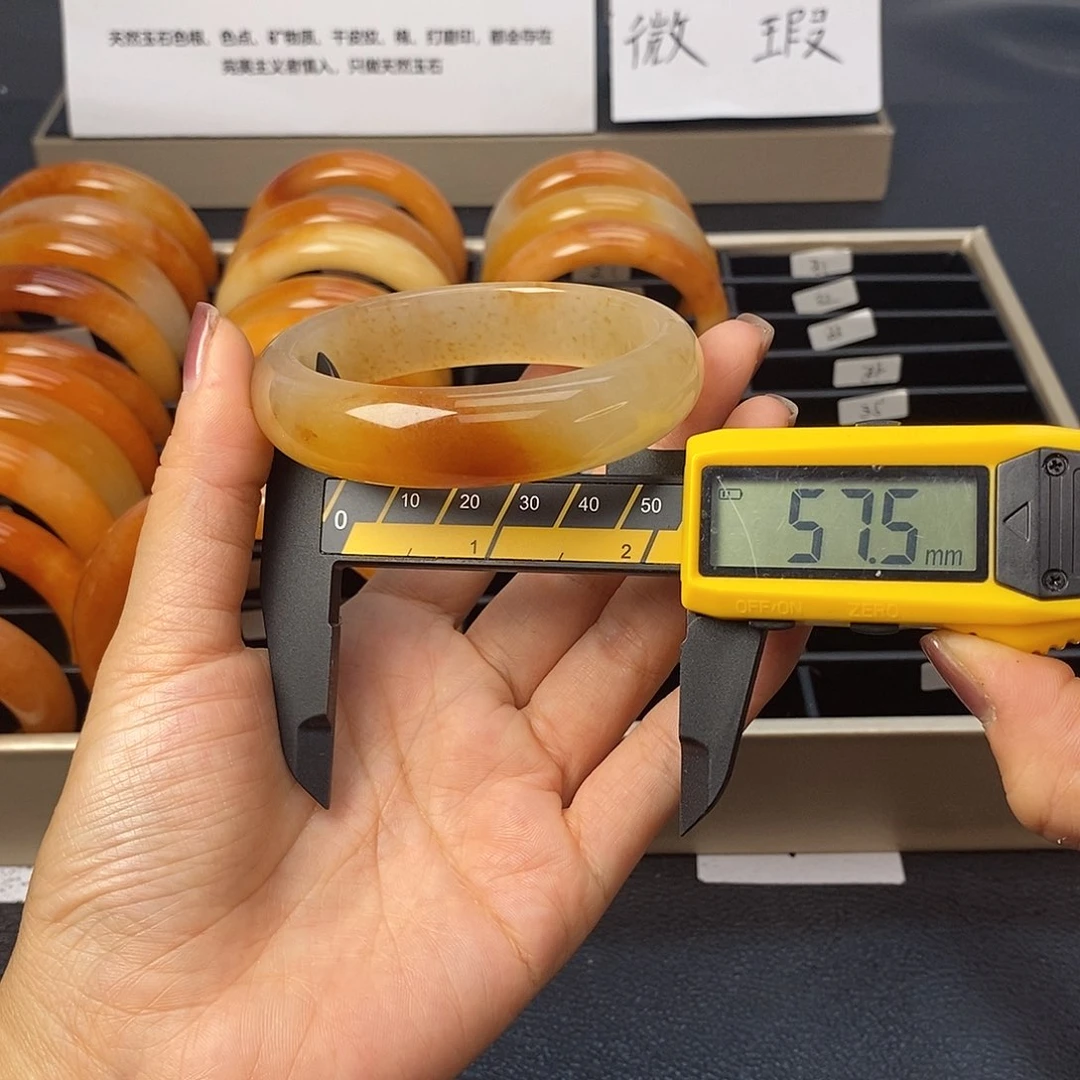 天然玉石色根、色点、矿物质、干皮纹、棉、打磨印，都会存在
完美主义者慎入，只做天然玉石
微 瑕
31
35
0 10 20 30 40 50
1 2
57.5 mm
OFF/ON ZERO